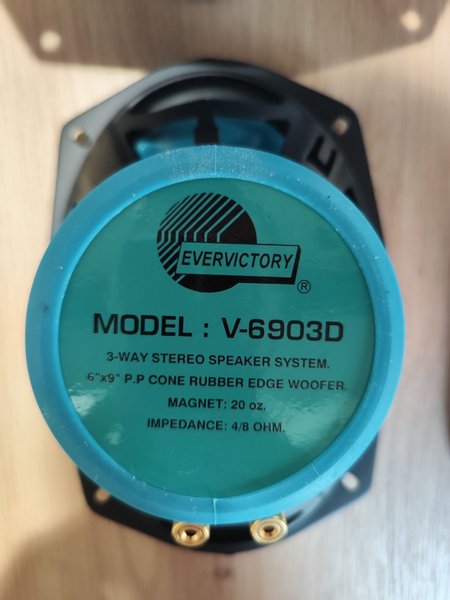 EVERVICTORY
®
MODEL : V-6903D
3-WAY STEREO SPEAKER SYSTEM.
6"x9" P.P CONE RUBBER EDGE WOOFER.
MAGNET: 20 oz.
IMPEDANCE: 4/8 OHM.